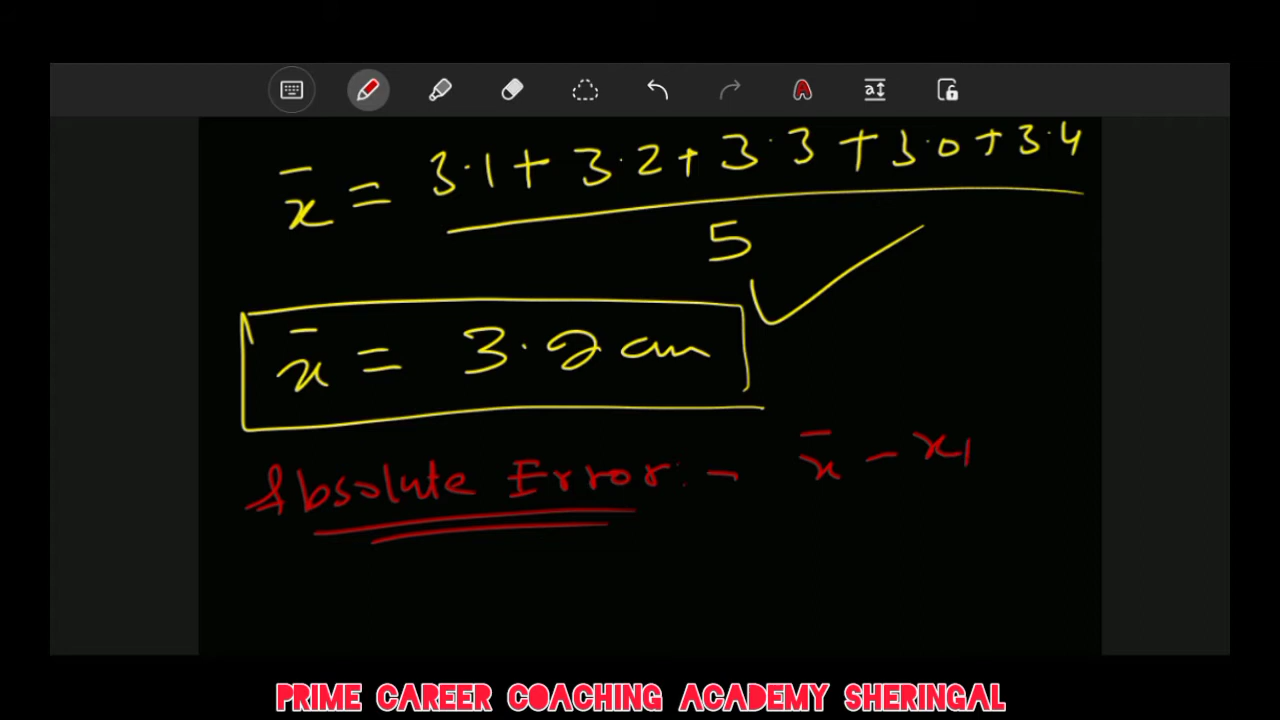 x̄ = 3.1 + 3.2 + 3.3 + 3.0 + 3.4
5
x̄ = 3.2 cm
Absolute Error:- x̄ - x₁
PRIME CAREER COACHING ACADEMY SHERINGAL